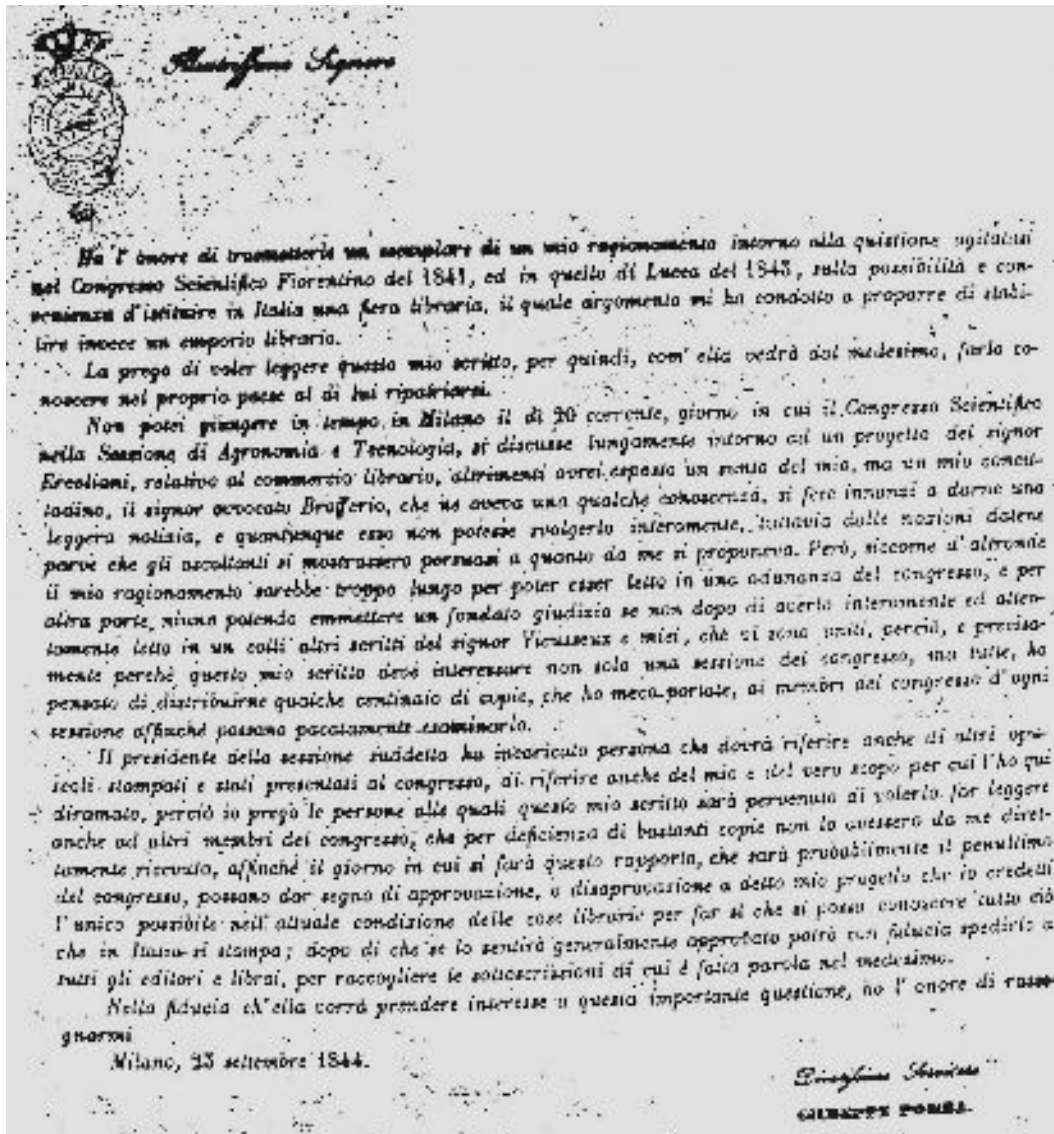 Illustrissimo Signore
Ho l' onore di trasmetterle un esemplare di un mio ragionamento intorno alla quistione agitatasi
nel Congresso Scientifico Fiorentino del 1841, ed in quello di Lucca del 1843, sulla possibilità e con-
venienza d'istituire in Italia una fiera libraria, il quale argomento mi ha condotto a proporre di stabi-
lire invece un emporio librario.
La prego di voler leggere questo mio scritto, per quindi, com' ella vedrà dal medesimo, farlo co-
noscere nel proprio paese al di lui ripatriarsi.
Non potei giungere in tempo in Milano il dì 20 corrente, giorno in cui il Congresso Scientifico
nella Sessione di Agronomia e Tecnologia, si discusse lungamente intorno ad un progetto del signor
Ercoliani, relativo al commercio librario, altrimenti avrei esposto un sunto del mio, ma un mio concit-
tadino, il signor avvocato Brofferio, che ne aveva una qualche conoscenza, si fece innanzi a darne una
leggera notizia, e quantunque esso non potesse svolgerlo interamente, tuttavia dalle nozioni datene
parve che gli ascoltanti si mostrassero persuasi a quanto da me si proponeva. Però, siccome d'altronde
il mio ragionamento sarebbe troppo lungo per poter esser letto in una adunanza del congresso, e per
altra parte, niuno potendo emmettere un fondato giudizio se non dopo di averlo interamente ed atten-
tamente letto in un colli altri scritti del signor Vieusseux e miei, che vi sono uniti, perciò, e precisa-
mente perchè questo mio scritto deve interessare non solo una sessione del congresso, ma tutte, ho
pensato di distribuirne qualche centinaio di copie, che ho meco portate, ai membri del congresso d'ogni
sessione affinchè possano pacatamente esaminarlo.
Il presidente della sessione suddetta ha incaricato persona che dovrà riferire anche di altri opu-
scoli stampati e stati presentati al congresso, di riferire anche del mio e del vero scopo per cui l'ho qui
diramato, perciò io prego le persone alle quali questo mio scritto sarà pervenuto di volerlo far leggere
anche ad altri membri del congresso, che per deficienza di bastanti copie non lo avessero da me diret-
tamente ricevuto, affinchè il giorno in cui si farà questo rapporto, che sarà probabilmente il penultimo
del congresso, possano dar segno di approvazione, o disaprovazione a detto mio progetto che io credetti
l'unico possibile nell'attuale condizione delle cose librarie per far sì che si possa conoscere tutto ciò
che in Italia si stampa; dopo di che se lo sentirò generalmente approbato potrò con fiducia spedirlo a
tutti gli editori e librai, per raccogliere le sottoscrizioni di cui è fatta parola nel medesimo.
Nella fiducia ch'ella vorrà prendere interesse a questa importante questione, ho l' onore di rasse-
gnarmi
Milano, 23 settembre 1844.
GIUSEPPE POMBA.